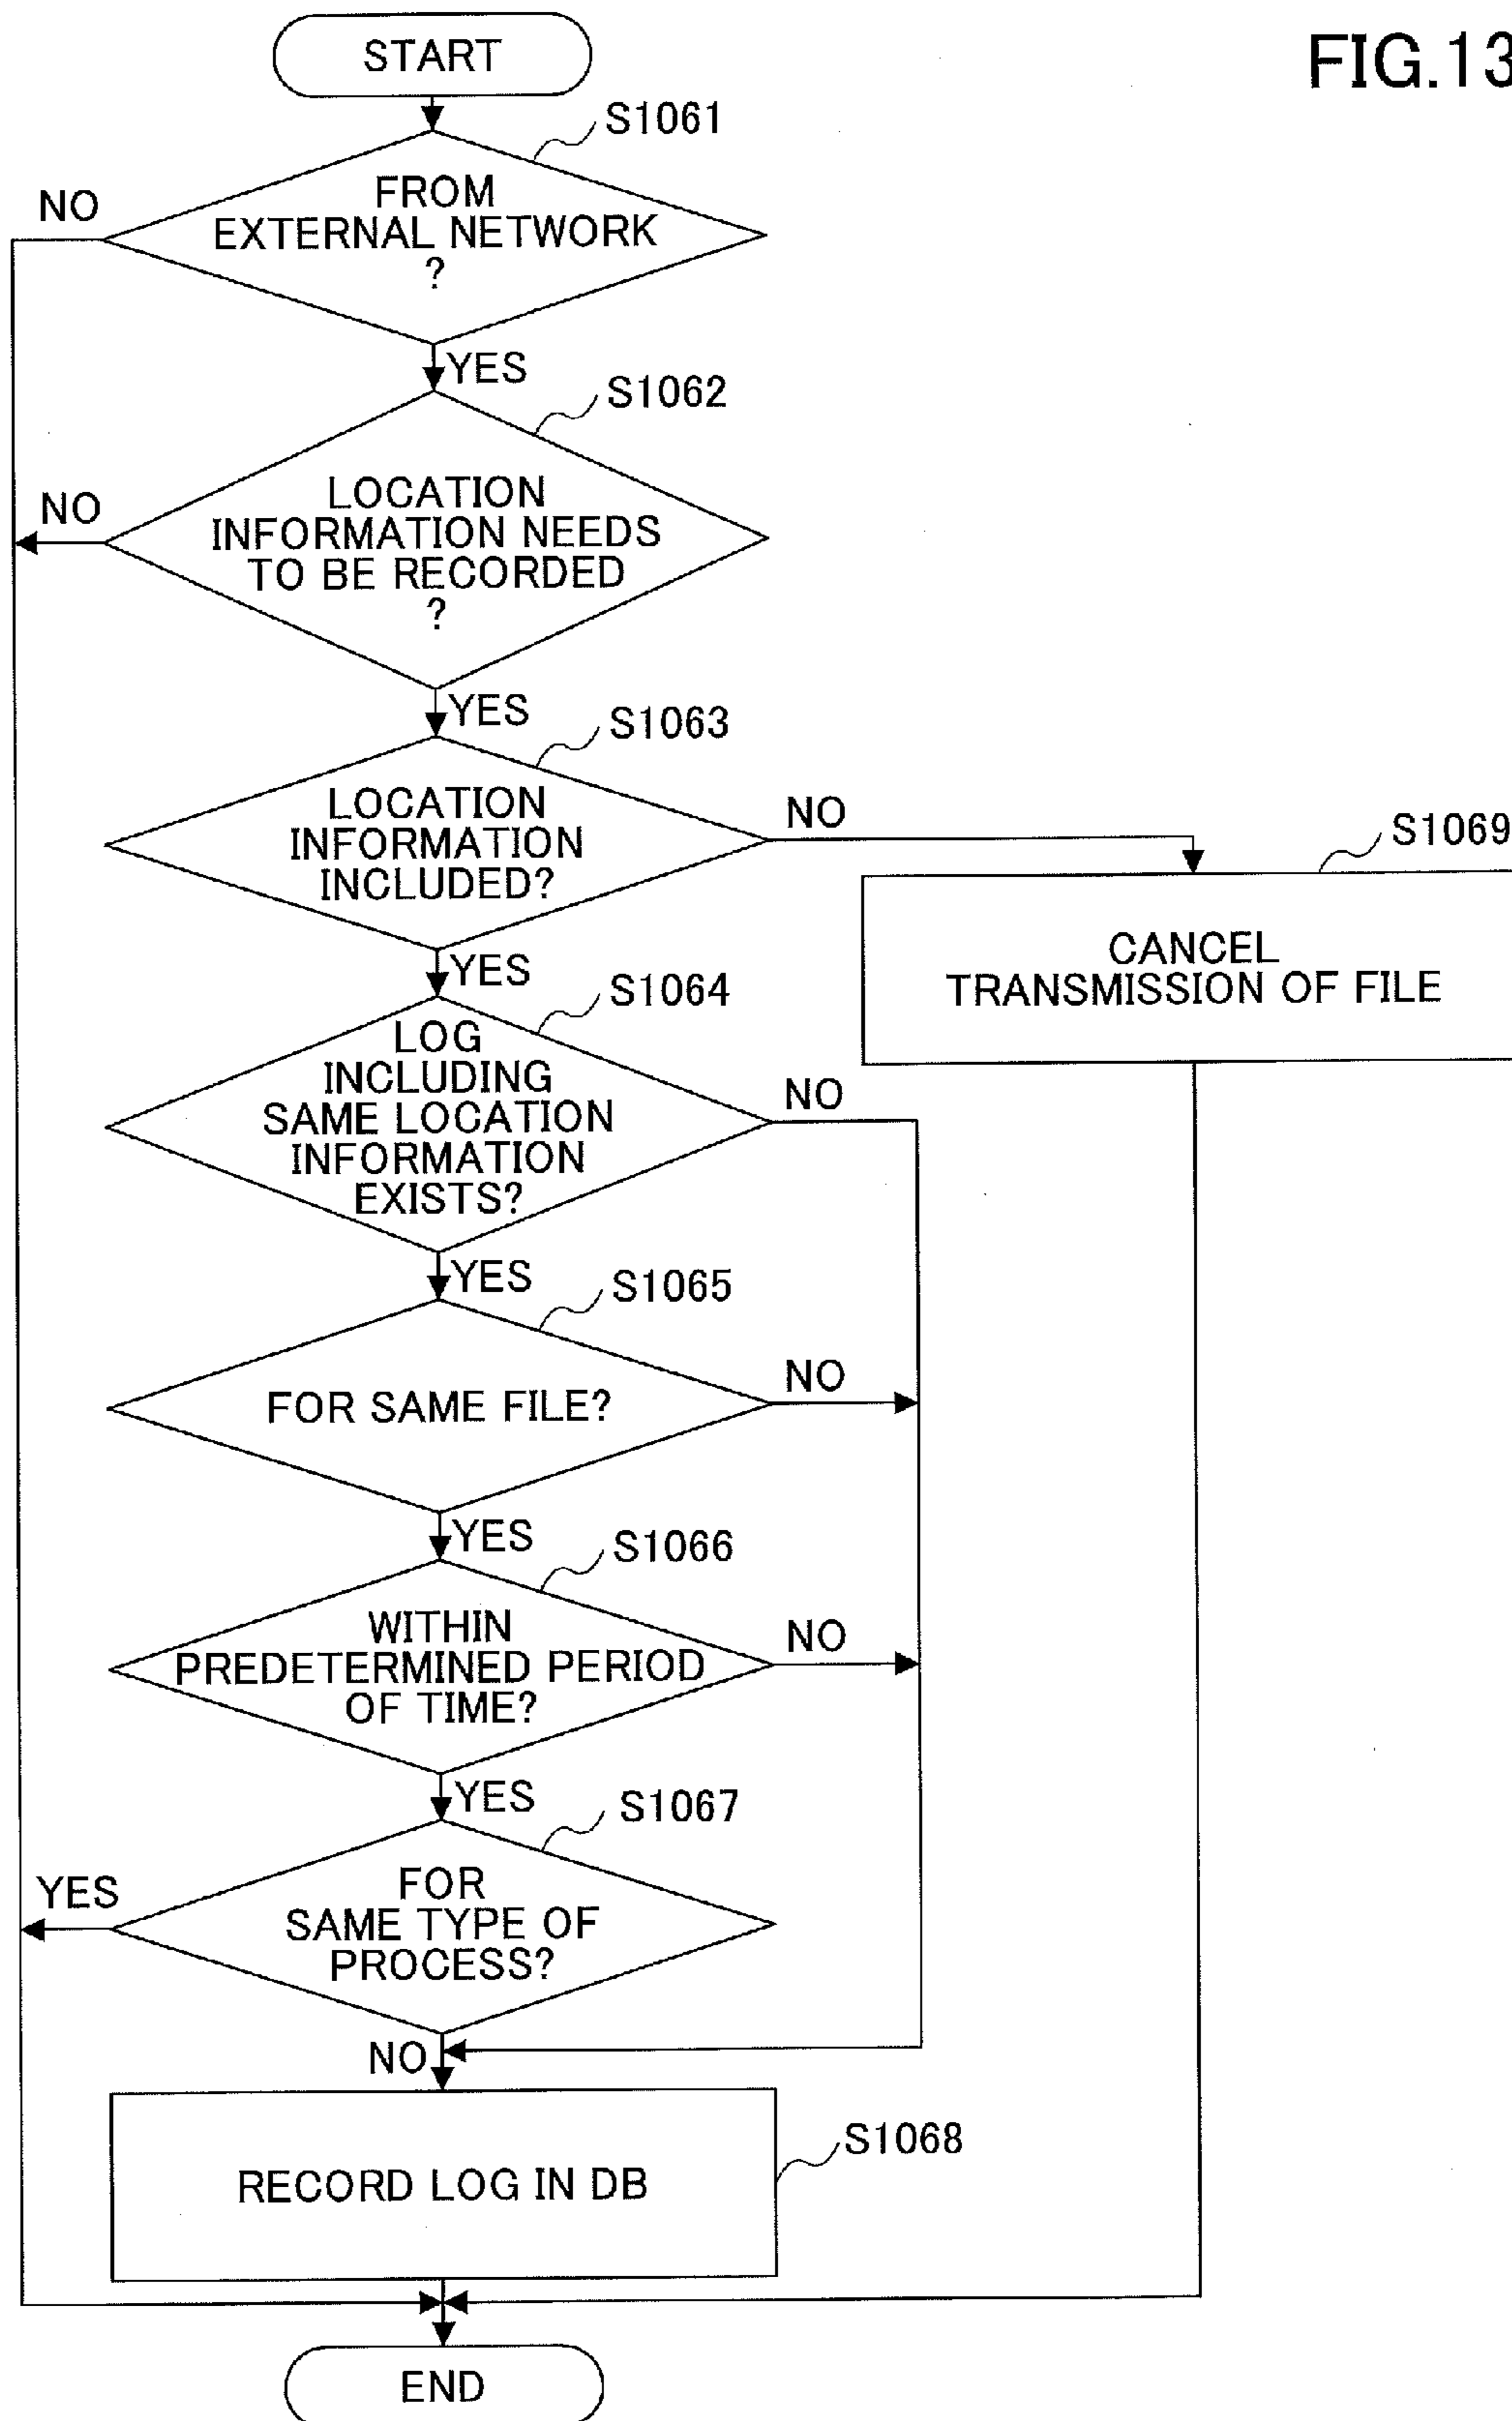 FIG.13
START
S1061
NO
FROM
EXTERNAL NETWORK
?
YES
S1062
NO
LOCATION
INFORMATION NEEDS
TO BE RECORDED
?
YES
S1063
LOCATION
INFORMATION
INCLUDED?
NO
S1069
CANCEL
TRANSMISSION OF FILE
YES
S1064
LOG
INCLUDING
SAME LOCATION
INFORMATION
EXISTS?
NO
YES
S1065
FOR SAME FILE?
NO
YES
S1066
WITHIN
PREDETERMINED PERIOD
OF TIME?
NO
YES
S1067
YES
FOR
SAME TYPE OF
PROCESS?
NO
S1068
RECORD LOG IN DB
END